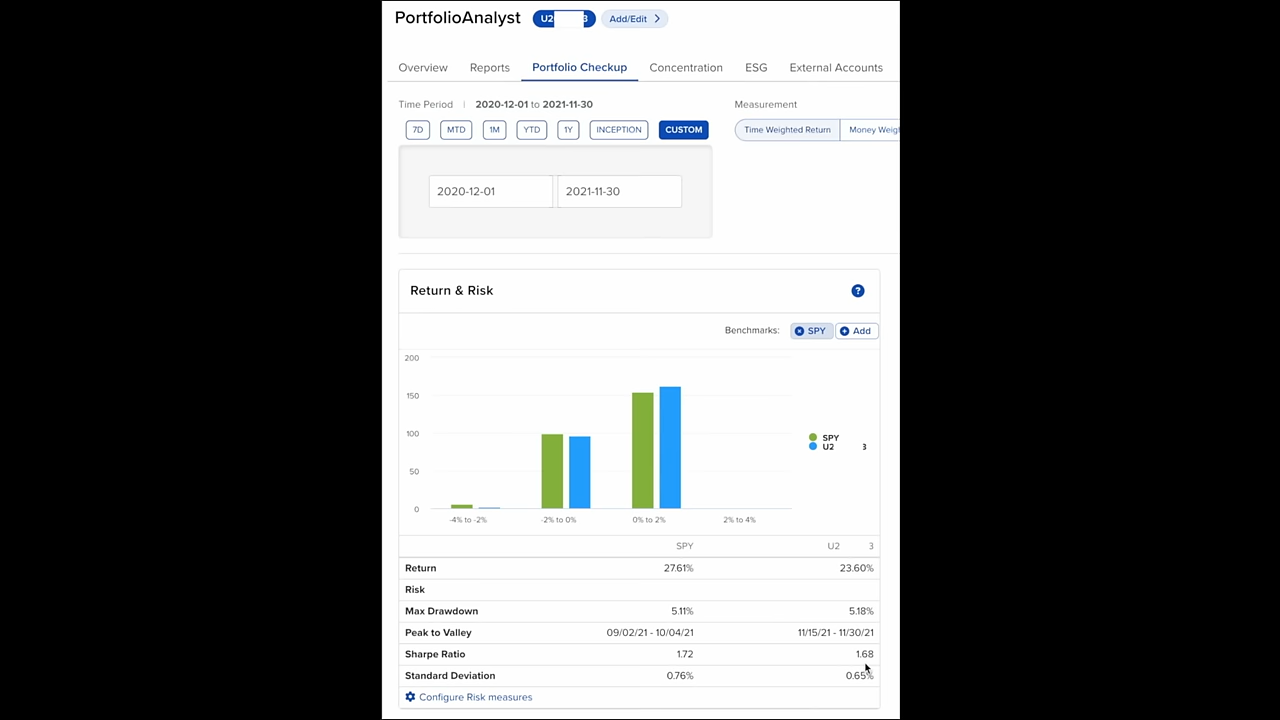 PortfolioAnalyst U2 3 Add/Edit
Overview Reports Portfolio Checkup Concentration ESG External Accounts
Time Period | 2020-12-01 to 2021-11-30 Measurement
7D MTD 1M YTD 1Y INCEPTION CUSTOM Time Weighted Return Money Weig
2020-12-01 2021-11-30
Return & Risk ?
Benchmarks: SPY Add
200
150
100
50
0
SPY
U2 3
-4% to -2% -2% to 0% 0% to 2% 2% to 4%
SPY U2 3
Return 27.61% 23.60%
Risk
Max Drawdown 5.11% 5.18%
Peak to Valley 09/02/21 - 10/04/21 11/15/21 - 11/30/21
Sharpe Ratio 1.72 1.68
Standard Deviation 0.76% 0.65%
Configure Risk measures